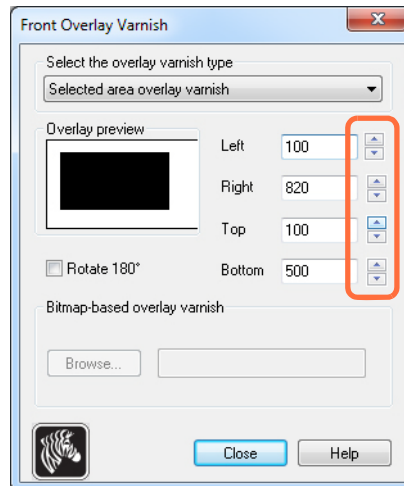 Front Overlay Varnish
Select the overlay varnish type
Selected area overlay varnish
Overlay preview
Left 100
Right 820
Top 100
Rotate 180°
Bottom 500
Bitmap-based overlay varnish
Browse...
Close
Help